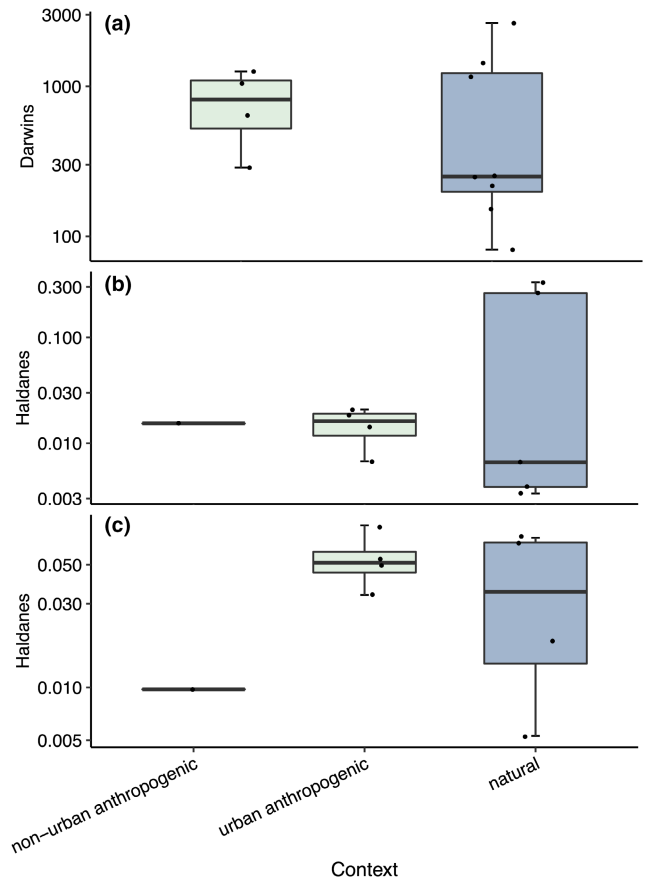 (a)
3000
1000
300
100
Darwins
(b)
0.300
0.100
0.030
0.010
0.003
Haldanes
(c)
0.050
0.030
0.010
0.005
Haldanes
non–urban anthropogenic
urban anthropogenic
natural
Context